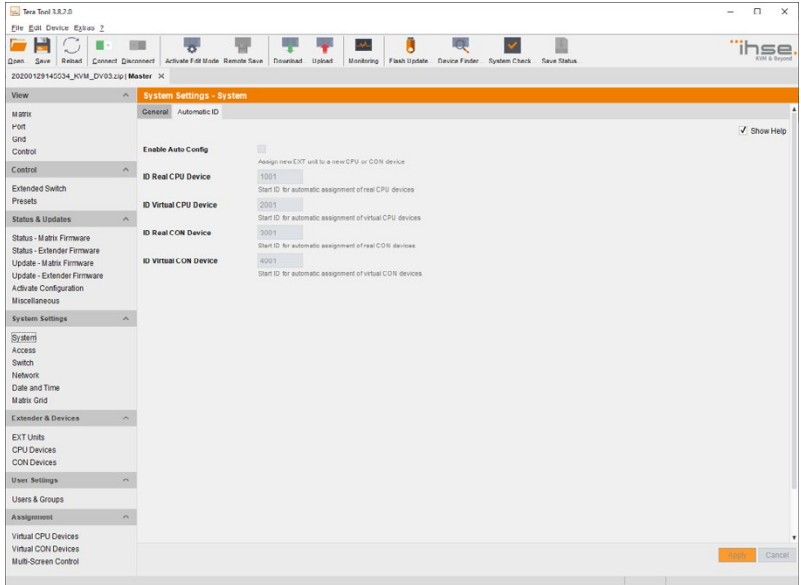 Tera Tool 3.8.2.0
File Edit Device Extras ?
Open... Save Reload Connect Disconnect Activate Edit Mode Remote Save Download Upload Monitoring Flash Update Device Finder System Check Save Status...
ihse
KVM & Beyond
20200129145034_KVM_DV03.zip | Master
View
Matrix
Port
Grid
Control
Control
Extended Switch
Presets
Status & Updates
Status - Matrix Firmware
Status - Extender Firmware
Update - Matrix Firmware
Update - Extender Firmware
Activate Configuration
Miscellaneous
System Settings
System
Access
Switch
Network
Date and Time
Matrix Grid
Extender & Devices
EXT Units
CPU Devices
CON Devices
User Settings
Users & Groups
Assignment
Virtual CPU Devices
Virtual CON Devices
Multi-Screen Control
System Settings - System
General Automatic ID
Show Help
Enable Auto Config
Assign new EXT unit to a new CPU or CON device
ID Real CPU Device 1001
Start ID for automatic assignment of real CPU devices
ID Virtual CPU Device 2001
Start ID for automatic assignment of virtual CPU devices
ID Real CON Device 3001
Start ID for automatic assignment of real CON devices
ID Virtual CON Device 4001
Start ID for automatic assignment of virtual CON devices
Apply Cancel